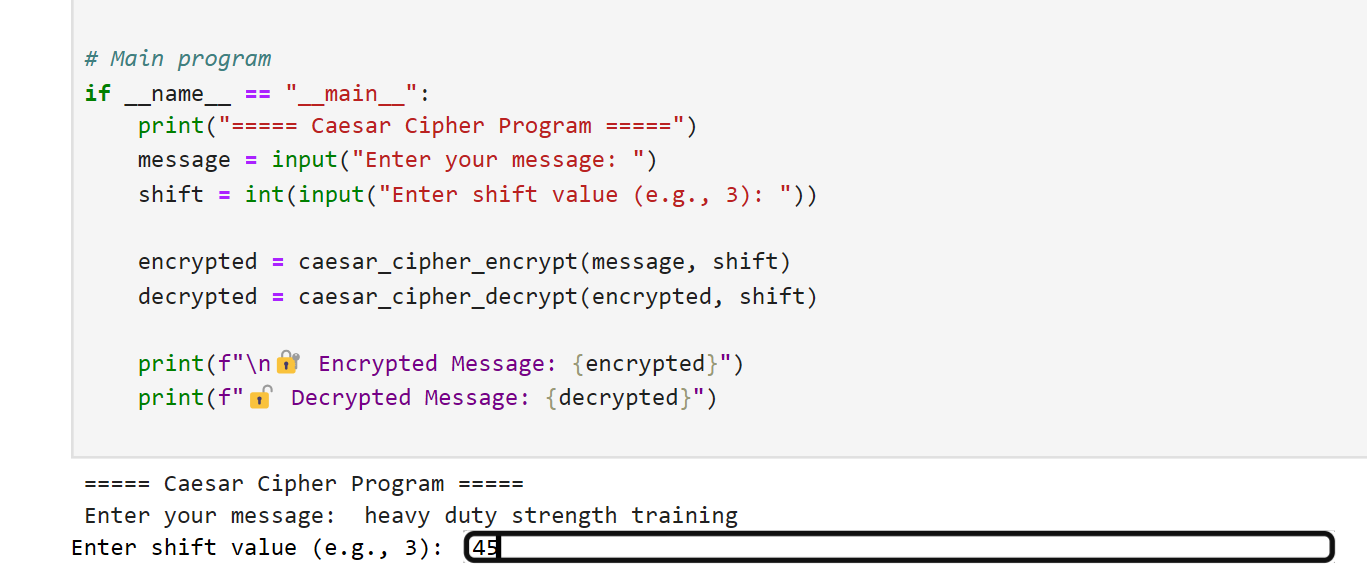 # Main program
if __name__ == "__main__":
    print("===== Caesar Cipher Program =====")
    message = input("Enter your message: ")
    shift = int(input("Enter shift value (e.g., 3): "))
    encrypted = caesar_cipher_encrypt(message, shift)
    decrypted = caesar_cipher_decrypt(encrypted, shift)
    print(f"\n🔐 Encrypted Message: {encrypted}")
    print(f"🔓 Decrypted Message: {decrypted}")
===== Caesar Cipher Program =====
Enter your message:  heavy duty strength training
Enter shift value (e.g., 3): 45